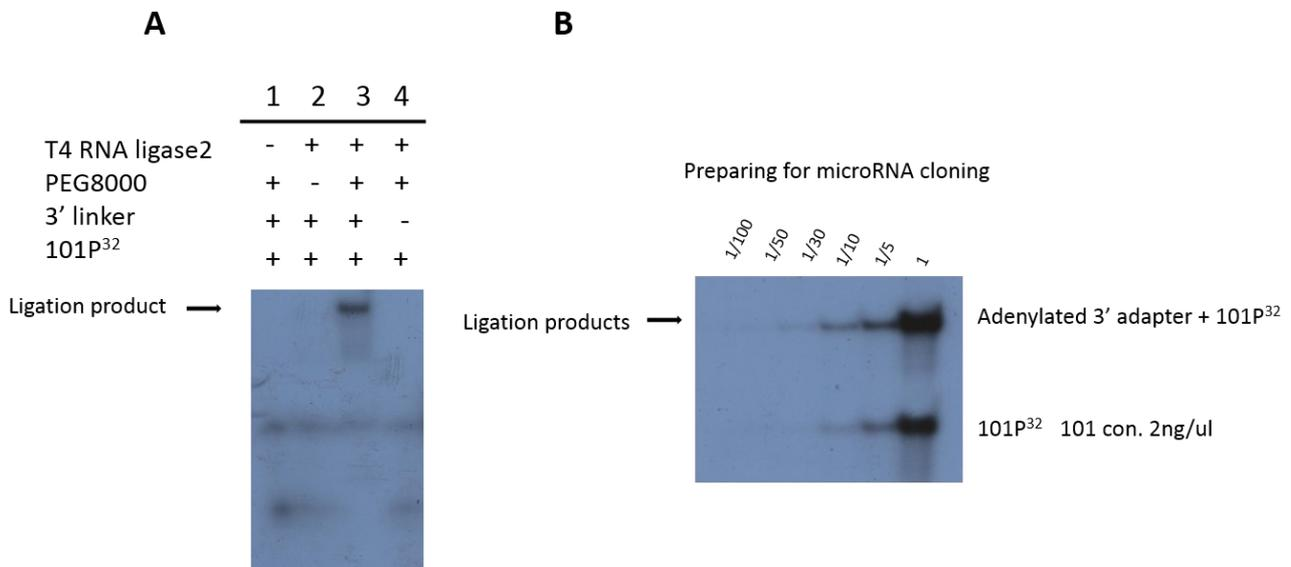 A
1 2 3 4
T4 RNA ligase2 - + + +
PEG8000 + - + +
3’ linker + + + -
101P³² + + + +
Ligation product
B
Preparing for microRNA cloning
1/100 1/50 1/30 1/10 1/5 1
Ligation products
Adenylated 3’ adapter + 101P³²
101P³² 101 con. 2ng/ul